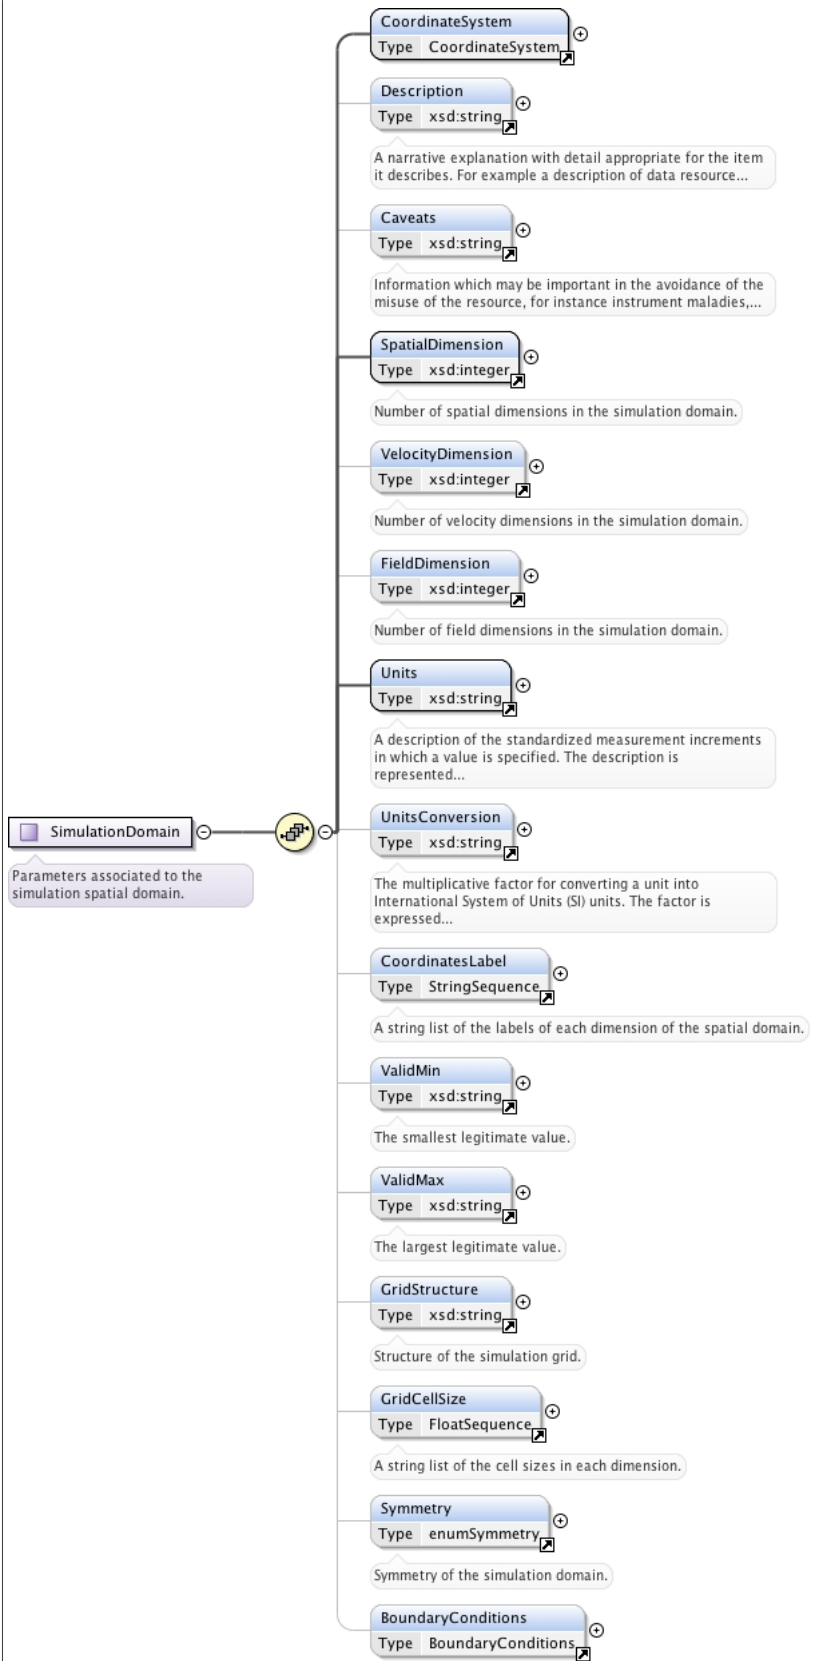 CoordinateSystem
Type CoordinateSystem
Description
Type xsd:string
A narrative explanation with detail appropriate for the item
it describes. For example a description of data resource...
Caveats
Type xsd:string
Information which may be important in the avoidance of the
misuse of the resource, for instance instrument maladies,...
SpatialDimension
Type xsd:integer
Number of spatial dimensions in the simulation domain.
VelocityDimension
Type xsd:integer
Number of velocity dimensions in the simulation domain.
FieldDimension
Type xsd:integer
Number of field dimensions in the simulation domain.
Units
Type xsd:string
A description of the standardized measurement increments
in which a value is specified. The description is
represented...
SimulationDomain
Parameters associated to the
simulation spatial domain.
UnitsConversion
Type xsd:string
The multiplicative factor for converting a unit into
International System of Units (SI) units. The factor is
expressed...
CoordinatesLabel
Type StringSequence
A string list of the labels of each dimension of the spatial domain.
ValidMin
Type xsd:string
The smallest legitimate value.
ValidMax
Type xsd:string
The largest legitimate value.
GridStructure
Type xsd:string
Structure of the simulation grid.
GridCellSize
Type FloatSequence
A string list of the cell sizes in each dimension.
Symmetry
Type enumSymmetry
Symmetry of the simulation domain.
BoundaryConditions
Type BoundaryConditions